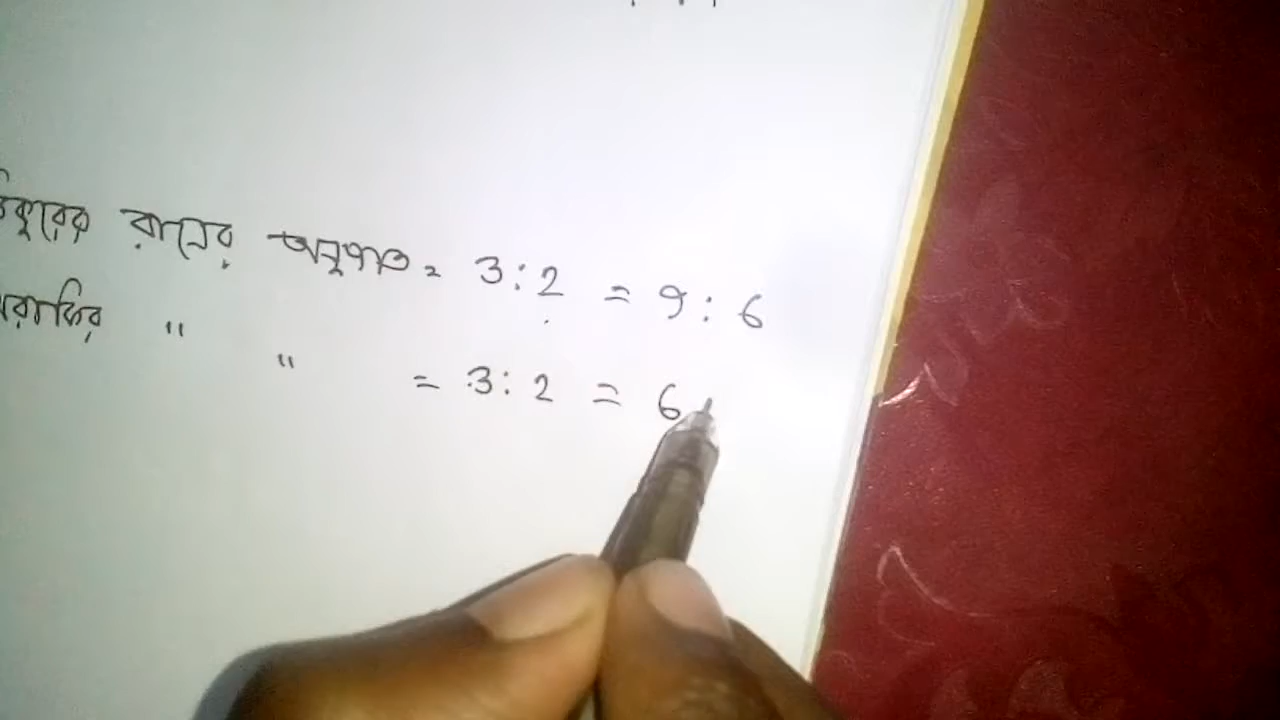 রানের অনুপাত = 3 : 2 = 9 : 6
" " = 3 : 2 = 6